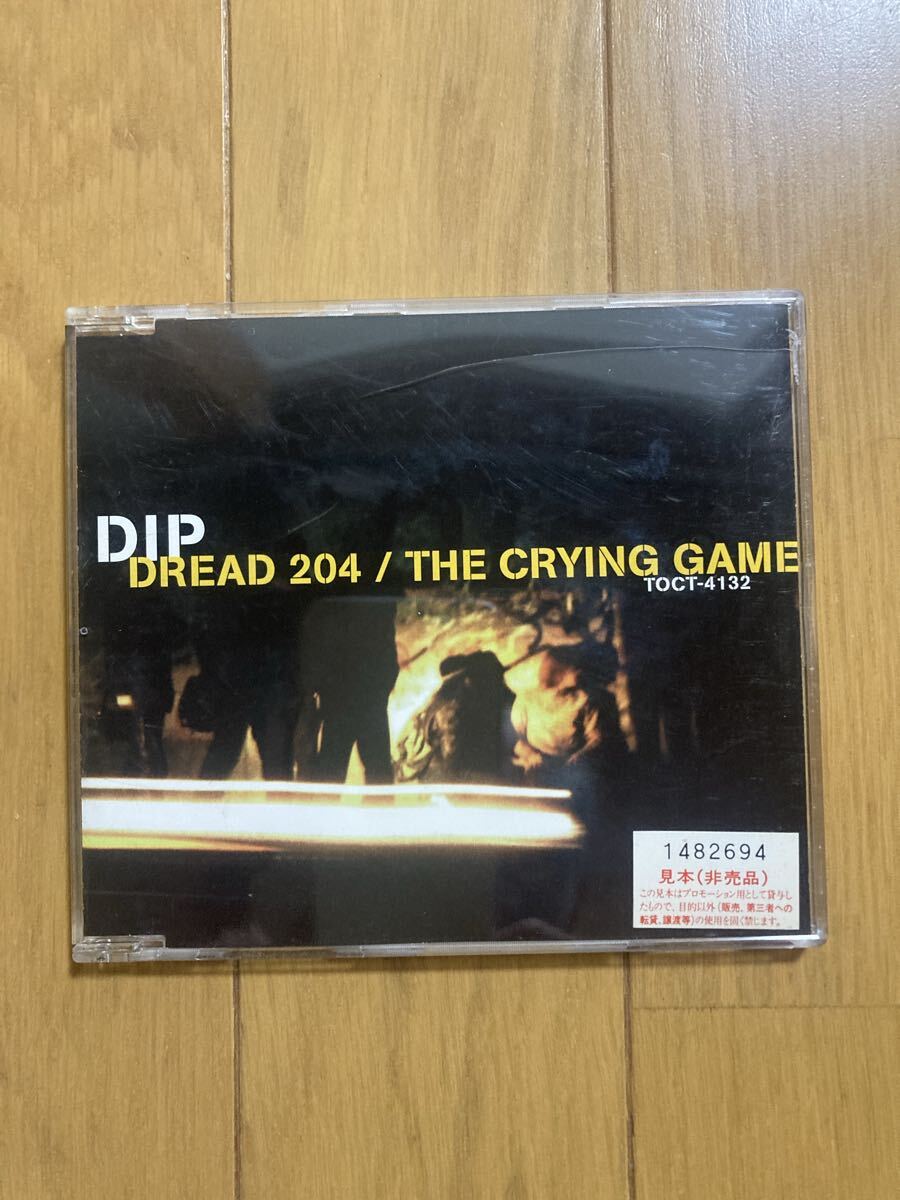 DIP
DREAD 204 / THE CRYING GAME
TOCT-4132
1482694
見本(非売品)
この見本はプロモーション用として貸与し
たもので、目的以外(販売、第三者への
転貸、譲渡等)の使用を固く禁じます。